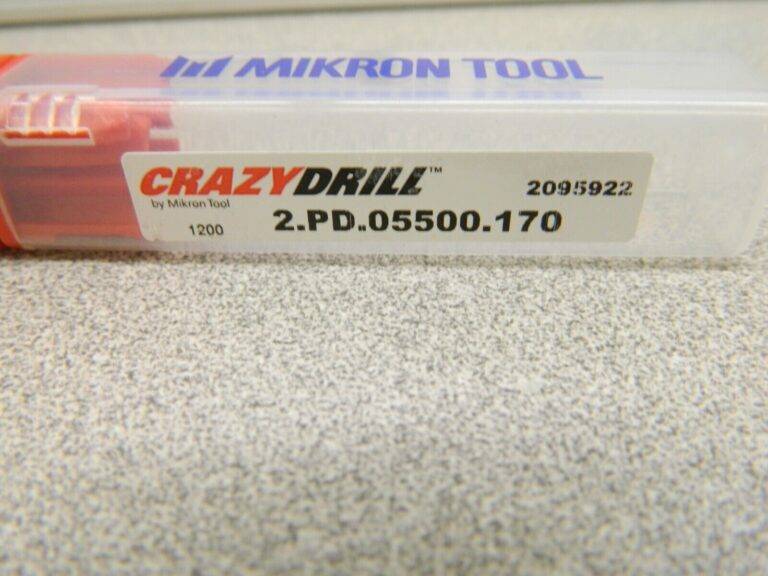 MIKRON TOOL
CRAZYDRILL™
2095922
by Mikron Tool
1200
2.PD.05500.170